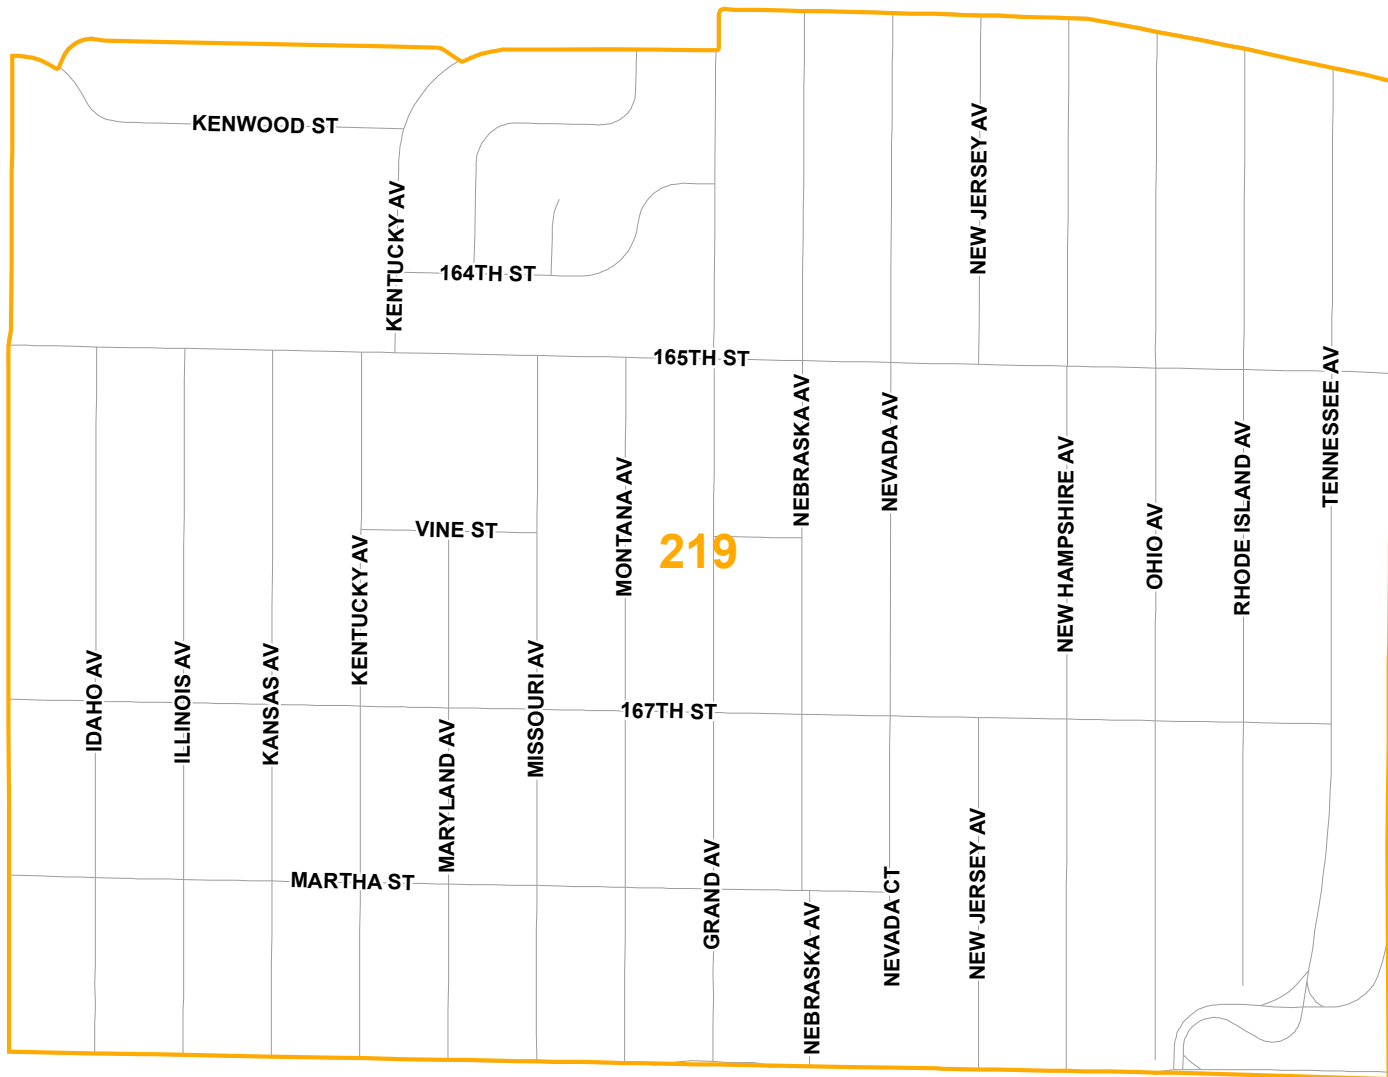 KENWOOD ST
NEW JERSEY AV
KENTUCKY AV
164TH ST
165TH ST
TENNESSEE AV
NEBRASKA AV
NEVADA AV
RHODE ISLAND AV
NEW HAMPSHIRE AV
MONTANA AV
OHIO AV
VINE ST
KENTUCKY AV
219
IDAHO AV
ILLINOIS AV
KANSAS AV
MISSOURI AV
167TH ST
MARYLAND AV
NEW JERSEY AV
GRAND AV
MARTHA ST
NEVADA CT
NEBRASKA AV